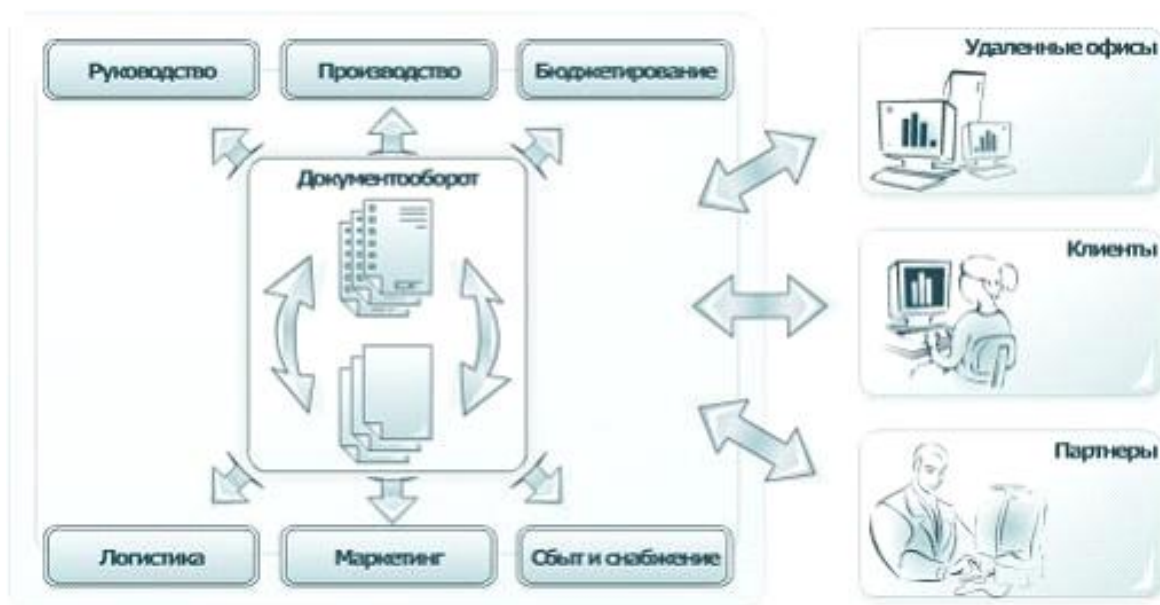 Руководство
Производство
Бюджетирование
Документооборот
Логистика
Маркетинг
Сбыт и снабжение
Удаленные офисы
Клиенты
Партнеры